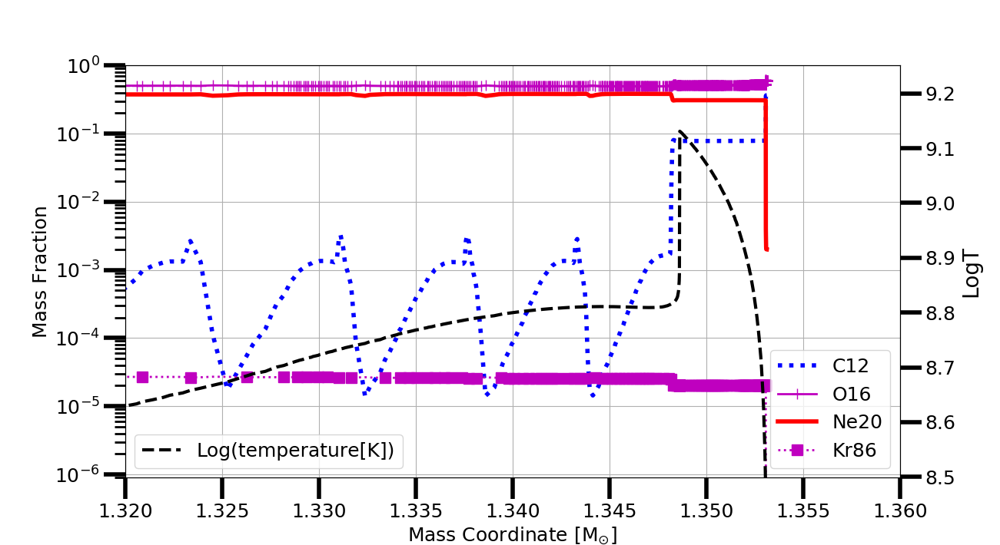 10⁰
10⁻¹
10⁻²
10⁻³
10⁻⁴
10⁻⁵
10⁻⁶
Mass Fraction
9.2
9.1
9.0
8.9
8.8
8.7
8.6
8.5
LogT
C12
O16
Ne20
Kr86
Log(temperature[K])
1.320 1.325 1.330 1.335 1.340 1.345 1.350 1.355 1.360
Mass Coordinate [M☉]